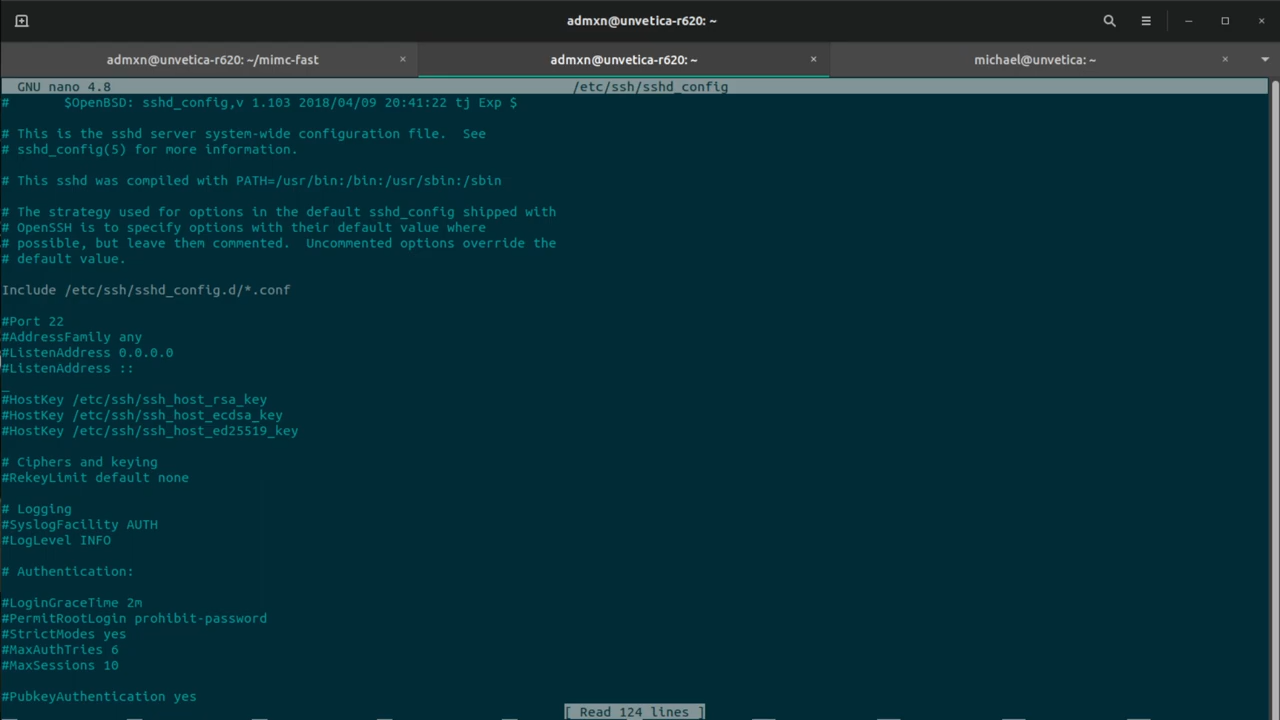 admxn@unvetica-r620: ~
admxn@unvetica-r620: ~/mimc-fast
admxn@unvetica-r620: ~
michael@unvetica: ~
GNU nano 4.8 /etc/ssh/sshd_config
# $OpenBSD: sshd_config,v 1.103 2018/04/09 20:41:22 tj Exp $
# This is the sshd server system-wide configuration file. See
# sshd_config(5) for more information.
# This sshd was compiled with PATH=/usr/bin:/bin:/usr/sbin:/sbin
# The strategy used for options in the default sshd_config shipped with
# OpenSSH is to specify options with their default value where
# possible, but leave them commented. Uncommented options override the
# default value.
Include /etc/ssh/sshd_config.d/*.conf
#Port 22
#AddressFamily any
#ListenAddress 0.0.0.0
#ListenAddress ::
#HostKey /etc/ssh/ssh_host_rsa_key
#HostKey /etc/ssh/ssh_host_ecdsa_key
#HostKey /etc/ssh/ssh_host_ed25519_key
# Ciphers and keying
#RekeyLimit default none
# Logging
#SyslogFacility AUTH
#LogLevel INFO
# Authentication:
#LoginGraceTime 2m
#PermitRootLogin prohibit-password
#StrictModes yes
#MaxAuthTries 6
#MaxSessions 10
#PubkeyAuthentication yes
[ Read 124 lines ]